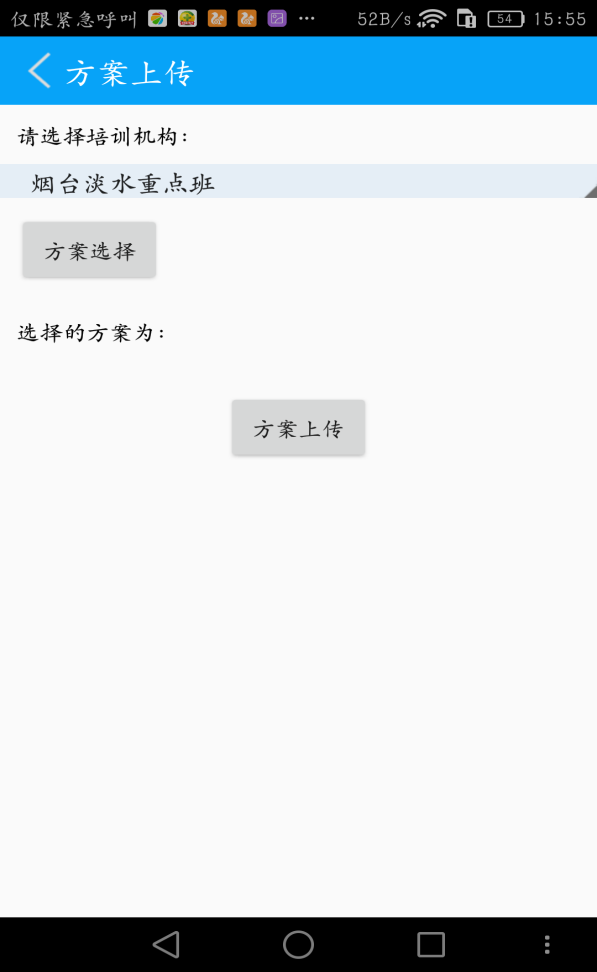 仅限紧急呼叫 ··· 52B/s 54 15:55
方案上传
请选择培训机构：
烟台淡水重点班
方案选择
选择的方案为：
方案上传